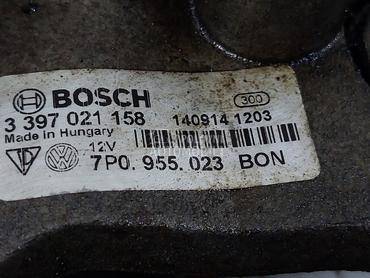 BOSCH
300
3 397 021 158
140914 1203
Made in Hungary
12V
7P0. 955. 023 BON